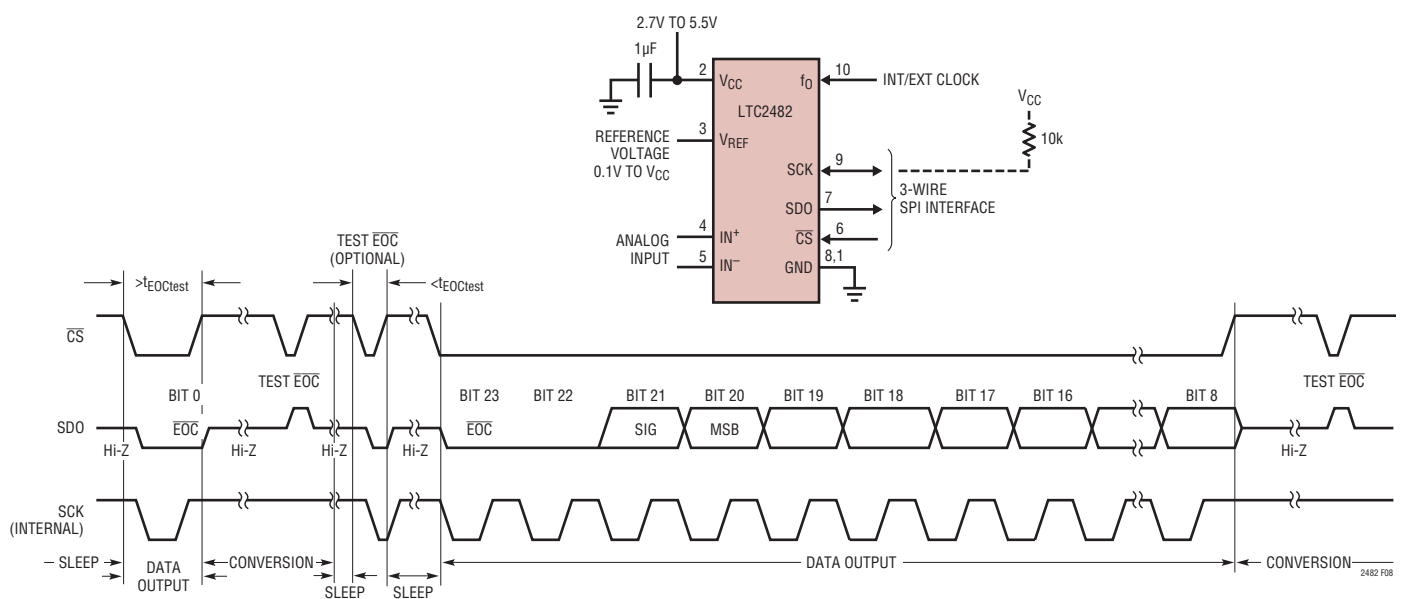 2.7V TO 5.5V
1µF
2
VCC
LTC2482
fO
10
INT/EXT CLOCK
VCC
10k
3
VREF
REFERENCE
VOLTAGE
0.1V TO VCC
SCK
9
3-WIRE
SPI INTERFACE
SDO
7
4
IN+
CS
6
ANALOG
INPUT
5
IN–
GND
8,1
TEST EOC
(OPTIONAL)
>tEOCtest
<tEOCtest
CS
TEST EOC
TEST EOC
BIT 0
BIT 23
BIT 22
BIT 21
BIT 20
BIT 19
BIT 18
BIT 17
BIT 16
BIT 8
SDO
EOC
EOC
SIG
MSB
Hi-Z
Hi-Z
Hi-Z
Hi-Z
Hi-Z
SCK
(INTERNAL)
SLEEP
DATA
OUTPUT
CONVERSION
SLEEP
SLEEP
DATA OUTPUT
CONVERSION
2482 F08